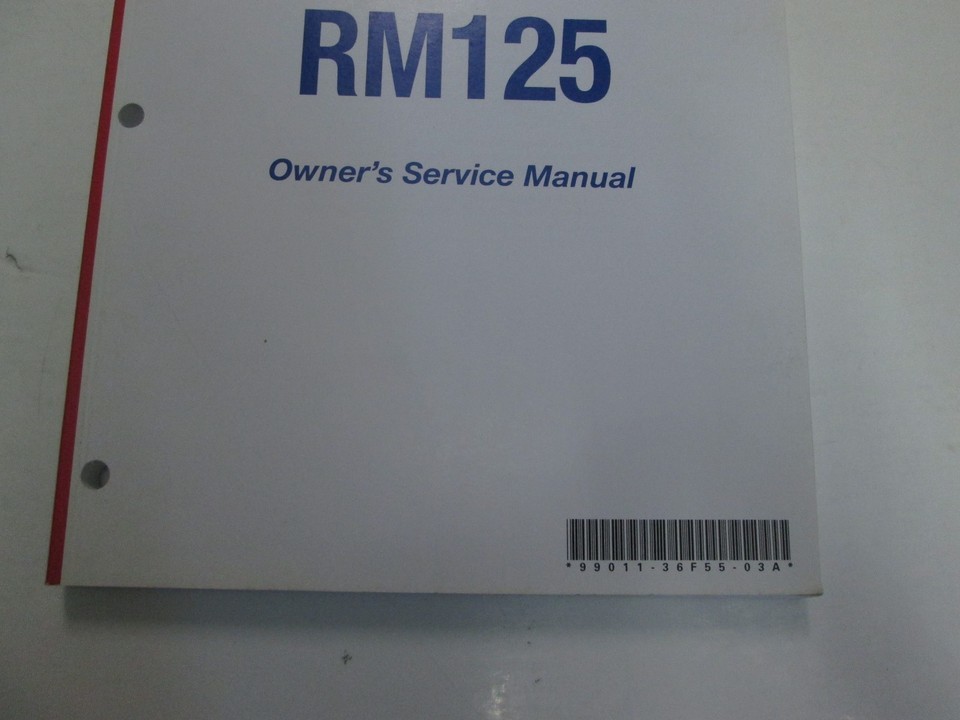 RM125
Owner's Service Manual
*99011-36F55-03A*